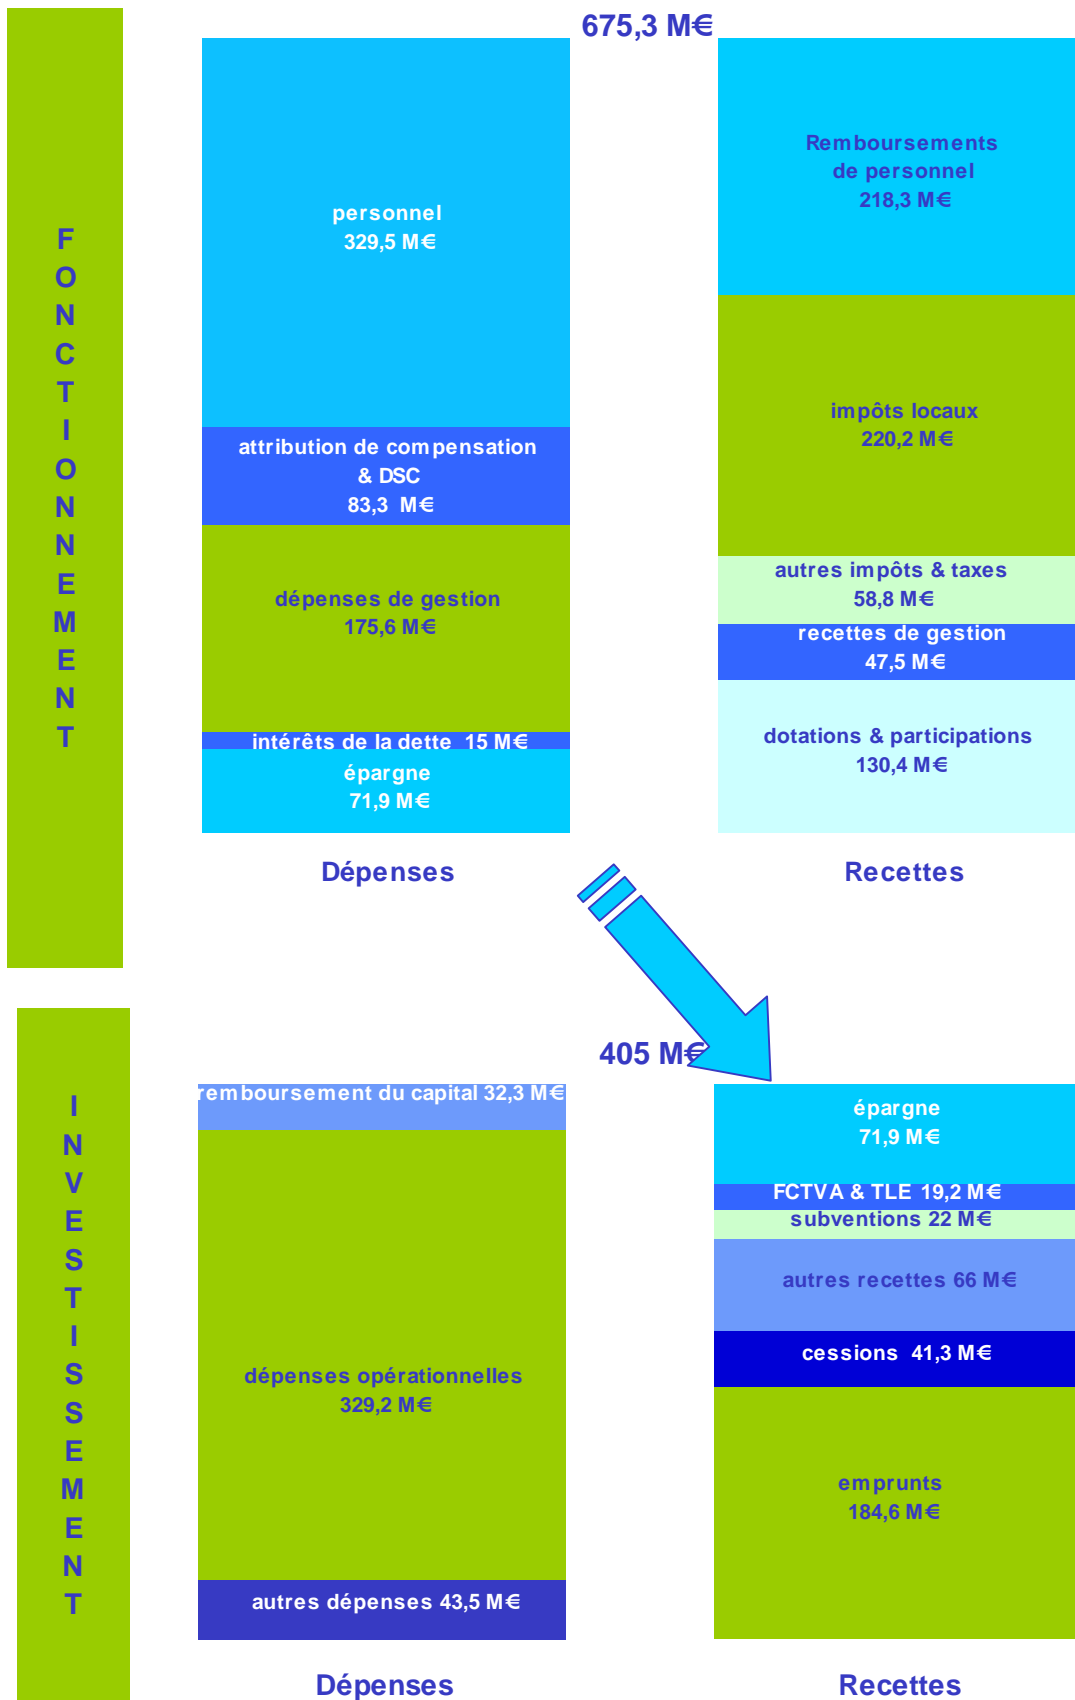 675,3 M€
FONCTIONNEMENT
personnel
329,5 M€
attribution de compensation
& DSC
83,3 M€
dépenses de gestion
175,6 M€
intérêts de la dette 15 M€
épargne
71,9 M€
Dépenses
Remboursements
de personnel
218,3 M€
impôts locaux
220,2 M€
autres impôts & taxes
58,8 M€
recettes de gestion
47,5 M€
dotations & participations
130,4 M€
Recettes
405 M€
INVESTISSEMENT
remboursement du capital 32,3 M€
dépenses opérationnelles
329,2 M€
autres dépenses 43,5 M€
Dépenses
épargne
71,9 M€
FCTVA & TLE 19,2 M€
subventions 22 M€
autres recettes 66 M€
cessions 41,3 M€
emprunts
184,6 M€
Recettes